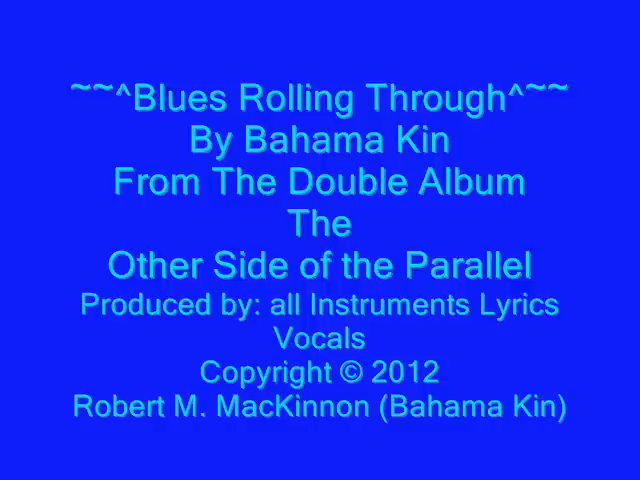 ~~^Blues Rolling Through^~~
By Bahama Kin
From The Double Album
The
Other Side of the Parallel
Produced by: all Instruments Lyrics
Vocals
Copyright © 2012
Robert M. MacKinnon (Bahama Kin)